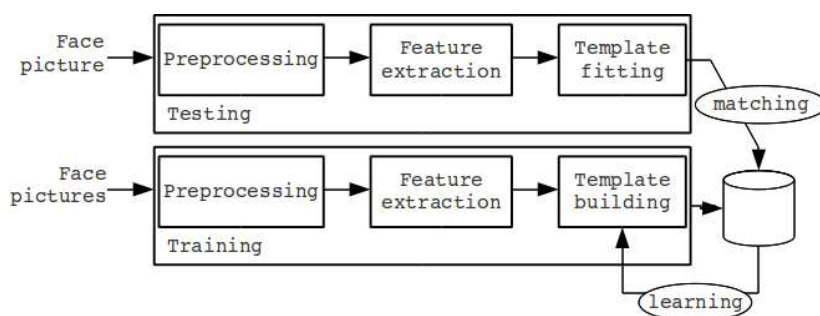 Face
picture
Preprocessing
Feature
extraction
Template
fitting
Testing
matching
Face
pictures
Preprocessing
Feature
extraction
Template
building
Training
learning